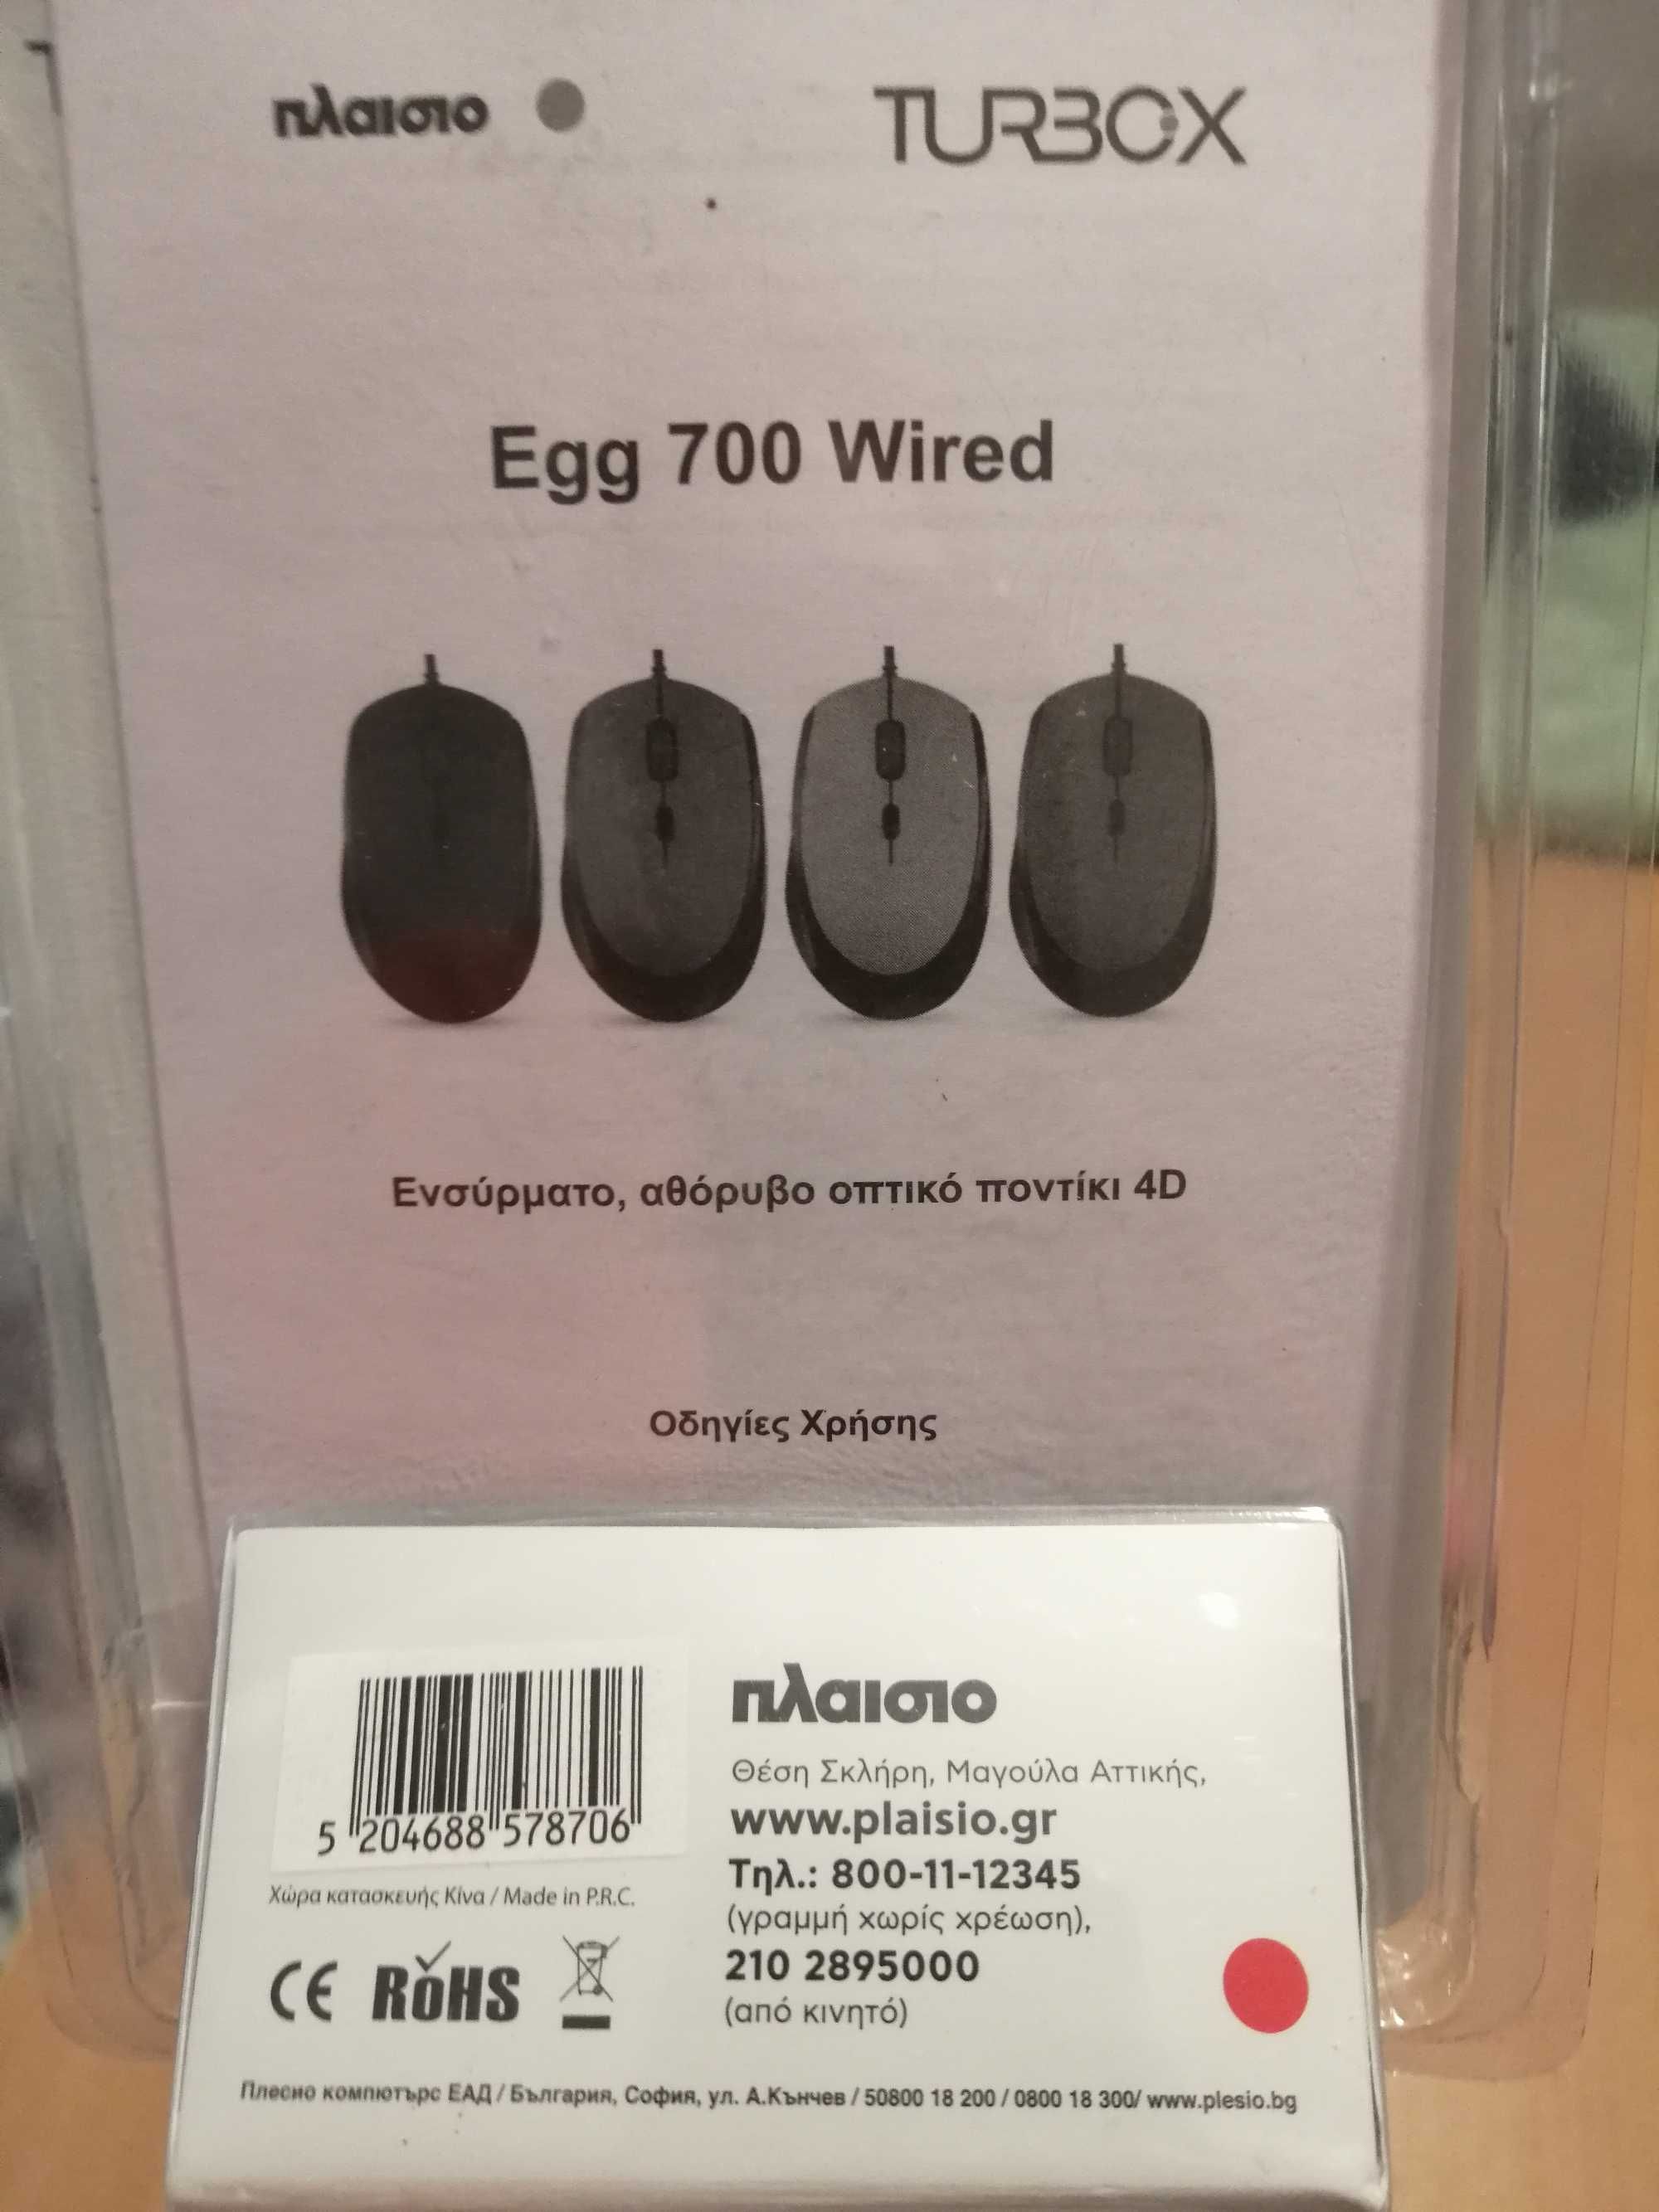 πλαισιο TURBOX
Egg 700 Wired
Ενσύρματο, αθόρυβο οπτικό ποντίκι 4D
Οδηγίες Χρήσης
5 204688 578706
Χώρα κατασκευής Κίνα / Made in P.R.C.
CE RoHS
πλαισιο
Θέση Σκλήρη, Μαγούλα Αττικής,
www.plaisio.gr
Τηλ.: 800-11-12345
(γραμμή χωρίς χρέωση),
210 2895000
(από κινητό)
Плесио компютърс ЕАД / България, София, ул. А.Кънчев / 50800 18 200 / 0800 18 300/ www.plesio.bg